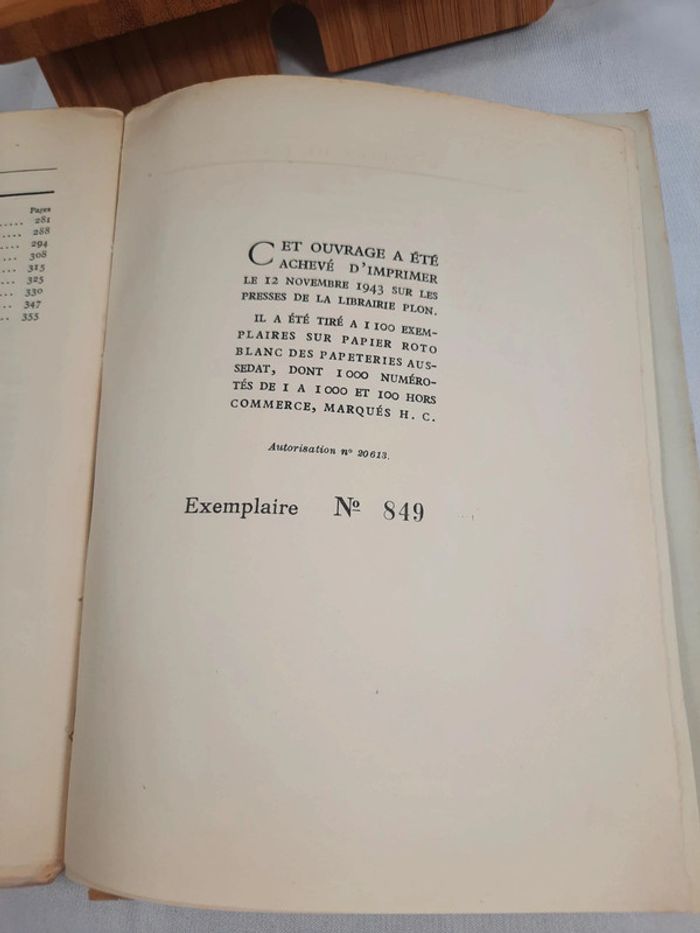 Pages
281
288
294
308
315
325
330
347
355
CET OUVRAGE A ÉTÉ
ACHEVÉ D'IMPRIMER
LE 12 NOVEMBRE 1943 SUR LES
PRESSES DE LA LIBRAIRIE PLON.
IL A ÉTÉ TIRÉ A 1 100 EXEM-
PLAIRES SUR PAPIER ROTO
BLANC DES PAPETERIES AUS-
SEDAT, DONT 1 000 NUMÉRO-
TÉS DE 1 A 1 000 ET 100 HORS
COMMERCE, MARQUÉS H. C.
Autorisation nº 20613.
Exemplaire Nº 849